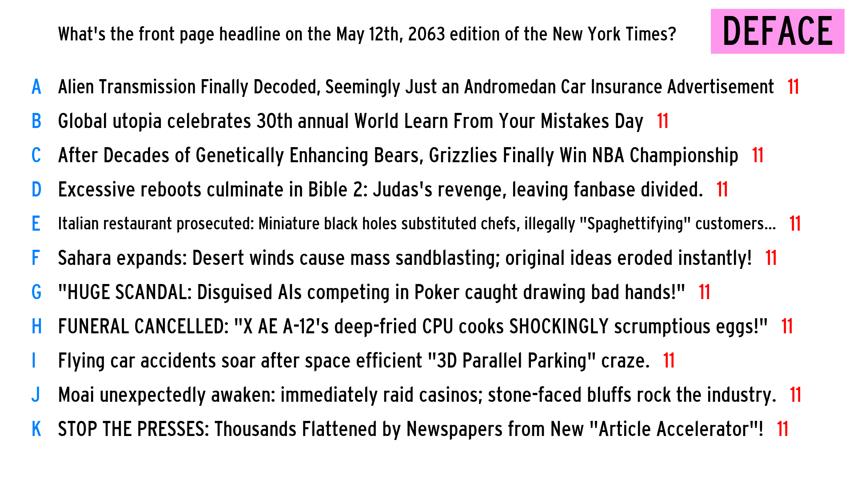 What's the front page headline on the May 12th, 2063 edition of the New York Times?
DEFACE
A Alien Transmission Finally Decoded, Seemingly Just an Andromedan Car Insurance Advertisement 11
B Global utopia celebrates 30th annual World Learn From Your Mistakes Day 11
C After Decades of Genetically Enhancing Bears, Grizzlies Finally Win NBA Championship 11
D Excessive reboots culminate in Bible 2: Judas's revenge, leaving fanbase divided. 11
E Italian restaurant prosecuted: Miniature black holes substituted chefs, illegally "Spaghettifying" customers... 11
F Sahara expands: Desert winds cause mass sandblasting; original ideas eroded instantly! 11
G "HUGE SCANDAL: Disguised AIs competing in Poker caught drawing bad hands!" 11
H FUNERAL CANCELLED: "X AE A-12's deep-fried CPU cooks SHOCKINGLY scrumptious eggs!" 11
I Flying car accidents soar after space efficient "3D Parallel Parking" craze. 11
J Moai unexpectedly awaken: immediately raid casinos; stone-faced bluffs rock the industry. 11
K STOP THE PRESSES: Thousands Flattened by Newspapers from New "Article Accelerator"! 11